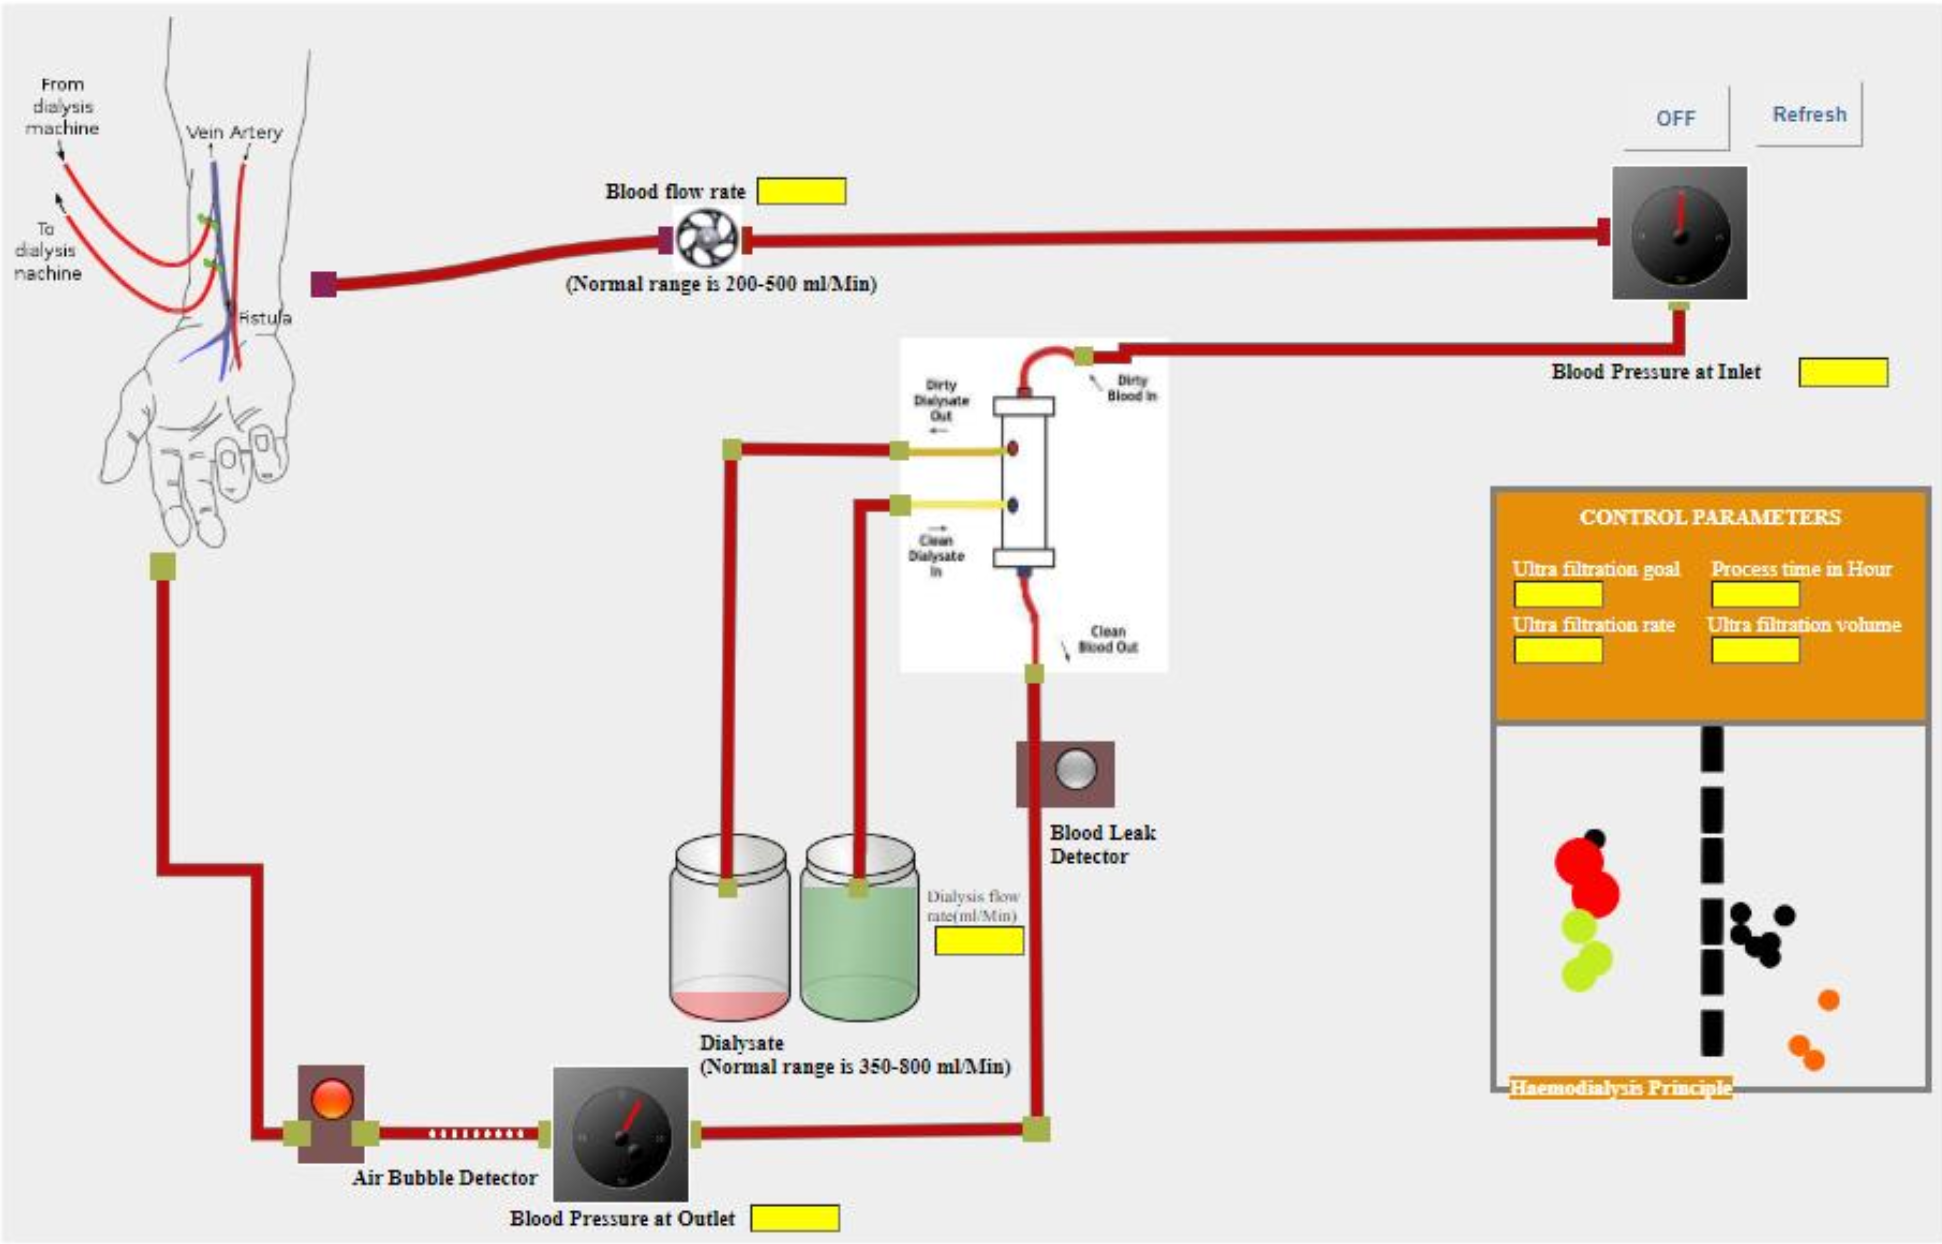 From
dialysis
machine
Vein Artery
To
dialysis
nachine
Fistula
OFF
Refresh
Blood flow rate
(Normal range is 200-500 ml/Min)
Blood Pressure at Inlet
Dirty
Dialysate
Out
Dirty
Blood In
Clean
Dialysate
In
Clean
Blood Out
CONTROL PARAMETERS
Ultra filtration goal
Process time in Hour
Ultra filtration rate
Ultra filtration volume
Blood Leak
Detector
Dialysis flow
rate(ml/Min)
Dialysate
(Normal range is 350-800 ml/Min)
Haemodialysis Principle
Air Bubble Detector
Blood Pressure at Outlet